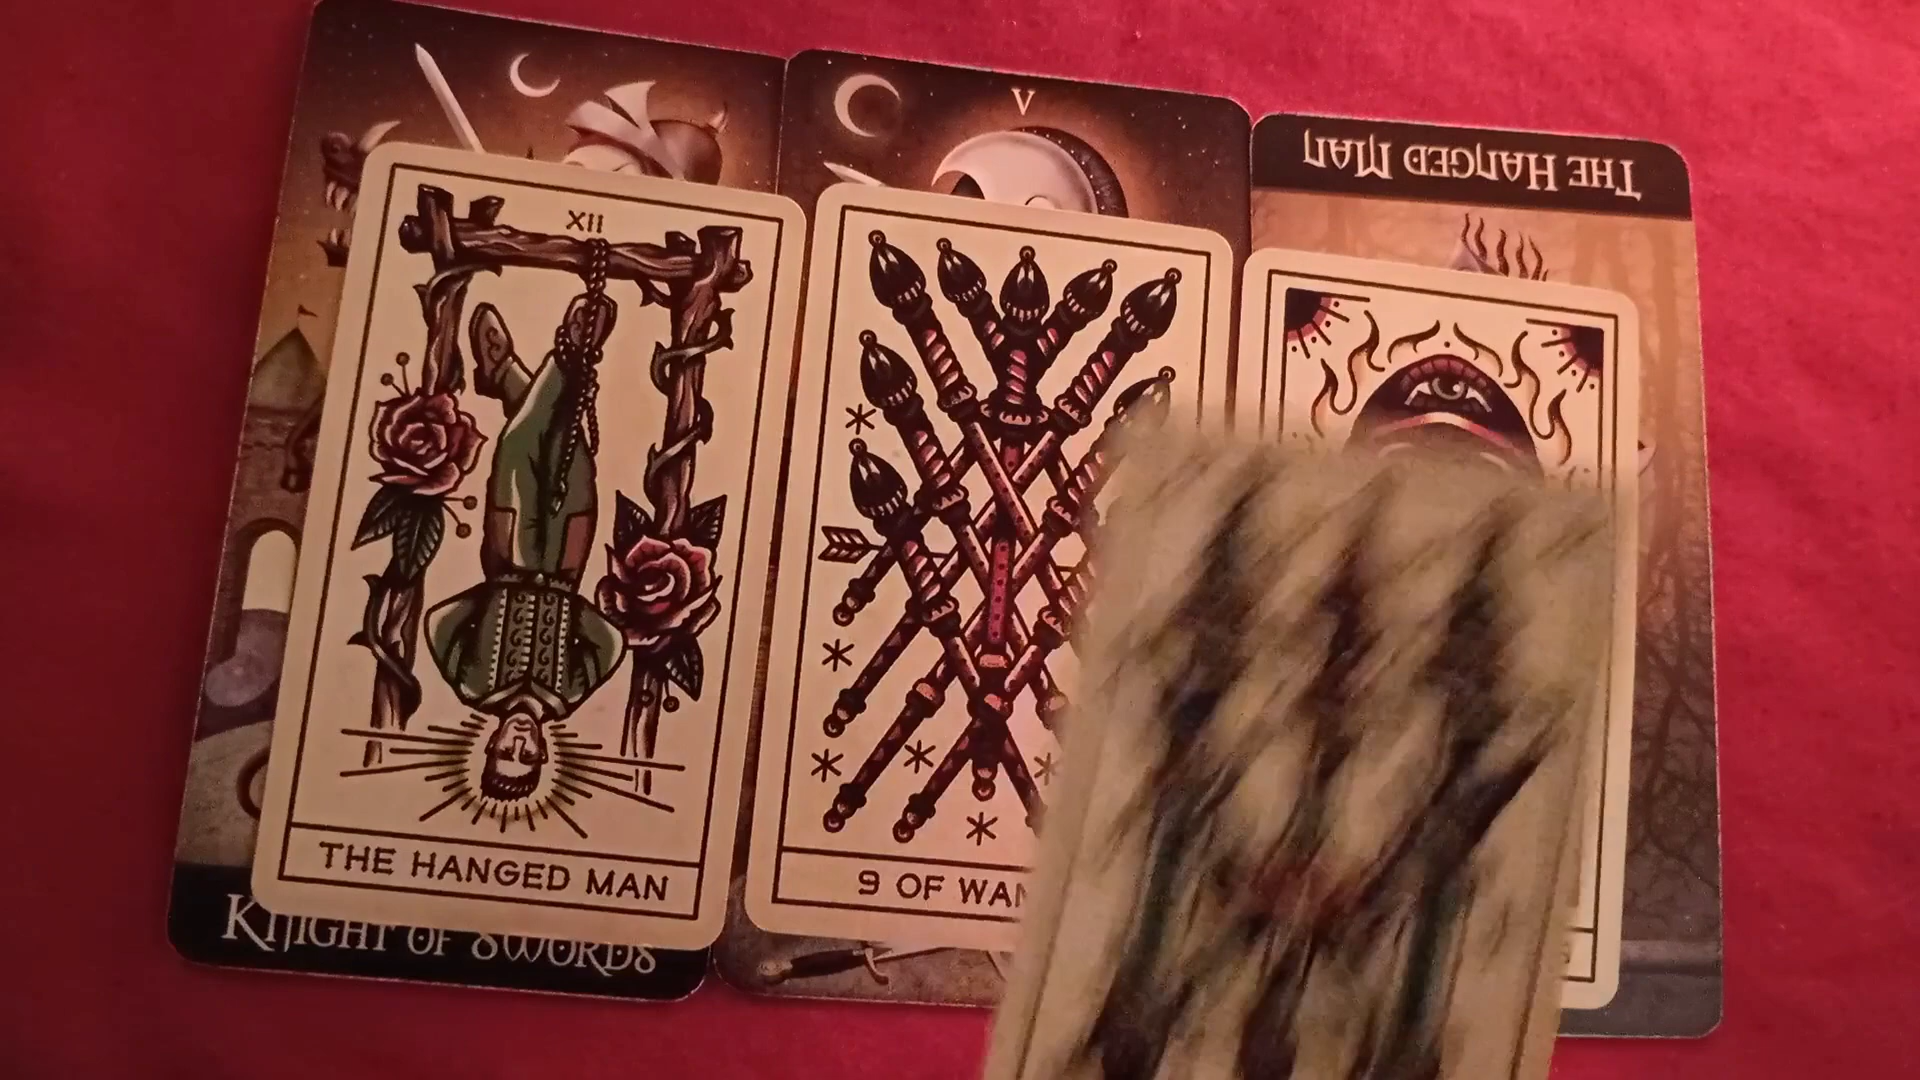 V
THE HANGED MAN
XII
THE HANGED MAN
9 OF WAN
KNIGHT OF SWORDS